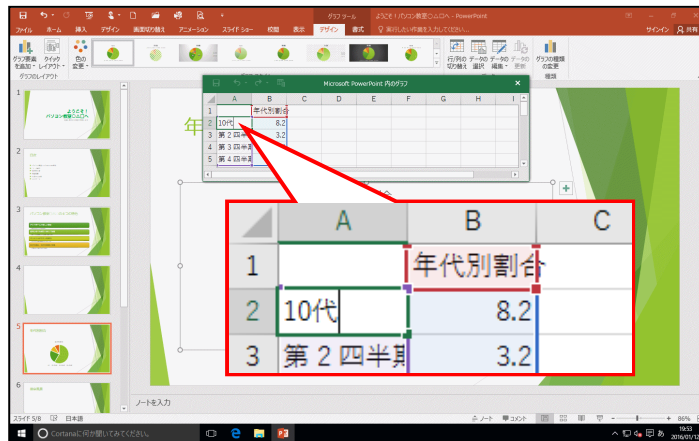 グラフ ツール
ようこそ！パソコン教室○△□へ - PowerPoint
ファイル
ホーム
挿入
デザイン
画面切り替え
アニメーション
スライド ショー
校閲
表示
デザイン
書式
実行したい作業を入力してください...
サインイン
共有
グラフ要素を追加
クイックレイアウト
色の変更
行/列の切り替え
データの選択
データの編集
データの更新
グラフの種類の変更
グラフのレイアウト
種類
Microsoft PowerPoint 内のグラフ
A B C D E F G H I
1 年代別割合
2 10代 8.2
3 第 2 四半期 3.2
4 第 3 四半期
5 第 4 四半期
1
ようこそ！
パソコン教室○△□へ
2
3
4
5
6
年
A B C
1 年代別割合
2 10代 8.2
3 第 2 四半期 3.2
ノートを入力
スライド 5/8
日本語
ノート
コメント
86%
Cortanaに何か聞いてみてください。
19:53